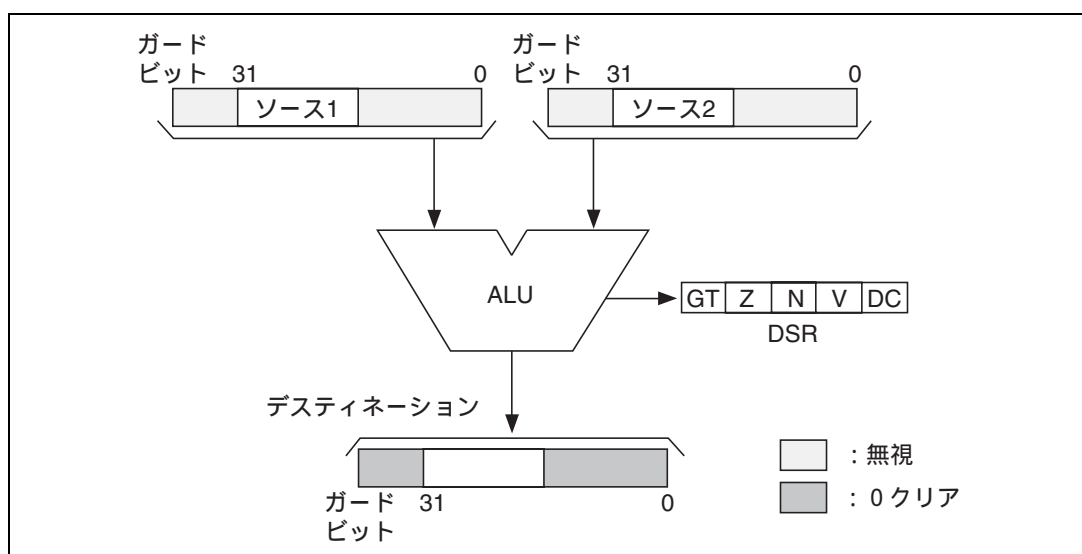 ガード
ビット 31 0
ソース1
ガード
ビット 31 0
ソース2
ALU
GT Z N V DC
DSR
デスティネーション
ガード 31 0
ビット
：無視
：0クリア